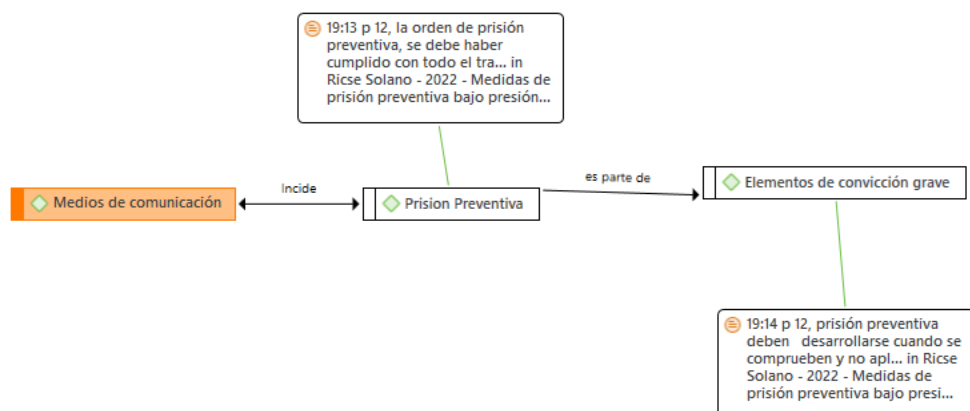 19:13 p 12, la orden de prisión
preventiva, se debe haber
cumplido con todo el tra... in
Ricse Solano - 2022 - Medidas de
prisión preventiva bajo presión...
Medios de comunicación
Incide
Prision Preventiva
es parte de
Elementos de convicción grave
19:14 p 12, prisión preventiva
deben desarrollarse cuando se
comprueben y no apl... in Ricse
Solano - 2022 - Medidas de
prisión preventiva bajo presi...